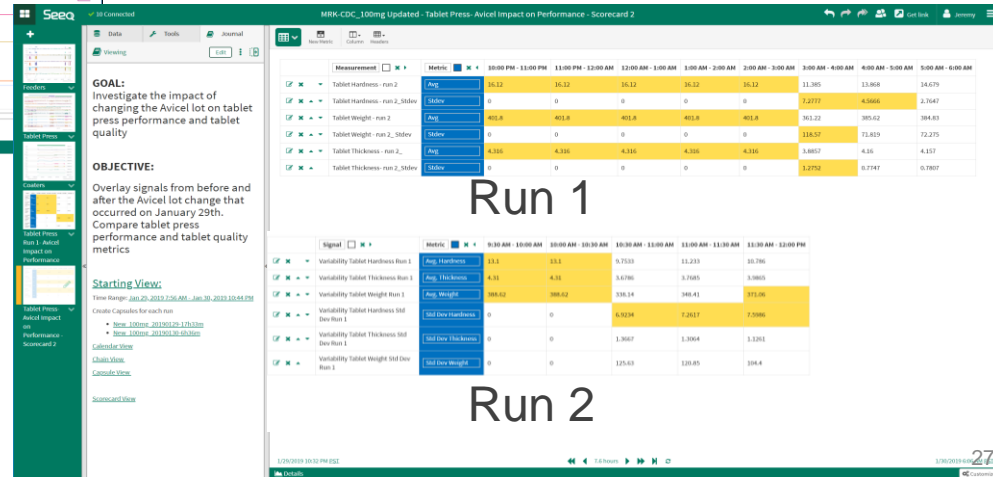 Seeq
10 Connected
MRK-CDC_100mg Updated - Tablet Press- Avicel Impact on Performance - Scorecard 2
Get link
Jeremy
Data
Tools
Journal
Viewing
Edit
New Metric
Column
Headers
Feeders
Tablet Press
Coaters
Tablet Press
Run 1- Avicel
Impact on
Performance
Tablet Press-
Avicel Impact
on
Performance -
Scorecard 2
GOAL:
Investigate the impact of
changing the Avicel lot on tablet
press performance and tablet
quality
OBJECTIVE:
Overlay signals from before and
after the Avicel lot change that
occurred on January 29th.
Compare tablet press
performance and tablet quality
metrics
Starting View:
Time Range: Jan 29, 2019 7:56 AM - Jan 30, 2019 10:44 PM
Create Capsules for each run
New_100mg_20190129-17h33m
New_100mg_20190130-6h36m
Calendar View
Chain View
Capsule View
Scorecard View
Measurement Metric 10:00 PM - 11:00 PM 11:00 PM - 12:00 AM 12:00 AM - 1:00 AM 1:00 AM - 2:00 AM 2:00 AM - 3:00 AM 3:00 AM - 4:00 AM 4:00 AM - 5:00 AM 5:00 AM - 6:00 AM
Tablet Hardness - run 2 Avg 16.12 16.12 16.12 16.12 16.12 11.385 13.868 14.679
Tablet Hardness - run 2_Stdev Stdev 0 0 0 0 0 7.2777 4.5666 2.7647
Tablet Weight - run 2 Avg 401.8 401.8 401.8 401.8 401.8 361.22 385.62 384.83
Tablet Weight - run 2_ Stdev Stdev 0 0 0 0 0 118.57 71.819 72.275
Tablet Thickness - run 2_ Avg 4.316 4.316 4.316 4.316 4.316 3.8857 4.16 4.157
Tablet Thickness - run 2_Stdev Stdev 0 0 0 0 0 1.2752 0.7747 0.7807
Run 1
Signal Metric 9:30 AM - 10:00 AM 10:00 AM - 10:30 AM 10:30 AM - 11:00 AM 11:00 AM - 11:30 AM 11:30 AM - 12:00 PM
Variability Tablet Hardness Run 1 Avg, Hardness 13.1 13.1 9.7533 11.233 10.786
Variability Tablet Thickness Run 1 Avg, Thickness 4.31 4.31 3.6786 3.7685 3.9865
Variability Tablet Weight Run 1 Avg, Weight 388.62 388.62 338.14 348.41 371.06
Variability Tablet Hardness Std
Dev Run 1 Std Dev Hardness 0 0 6.9234 7.2617 7.5986
Variability Tablet Thickness Std
Dev Run 1 Std Dev Thickness 0 0 1.3667 1.3064 1.1261
Variability Tablet Weight Std Dev
Run 1 Std Dev Weight 0 0 125.63 120.85 104.4
Run 2
1/29/2019 10:32 PM EST
7.6 hours
Details
27